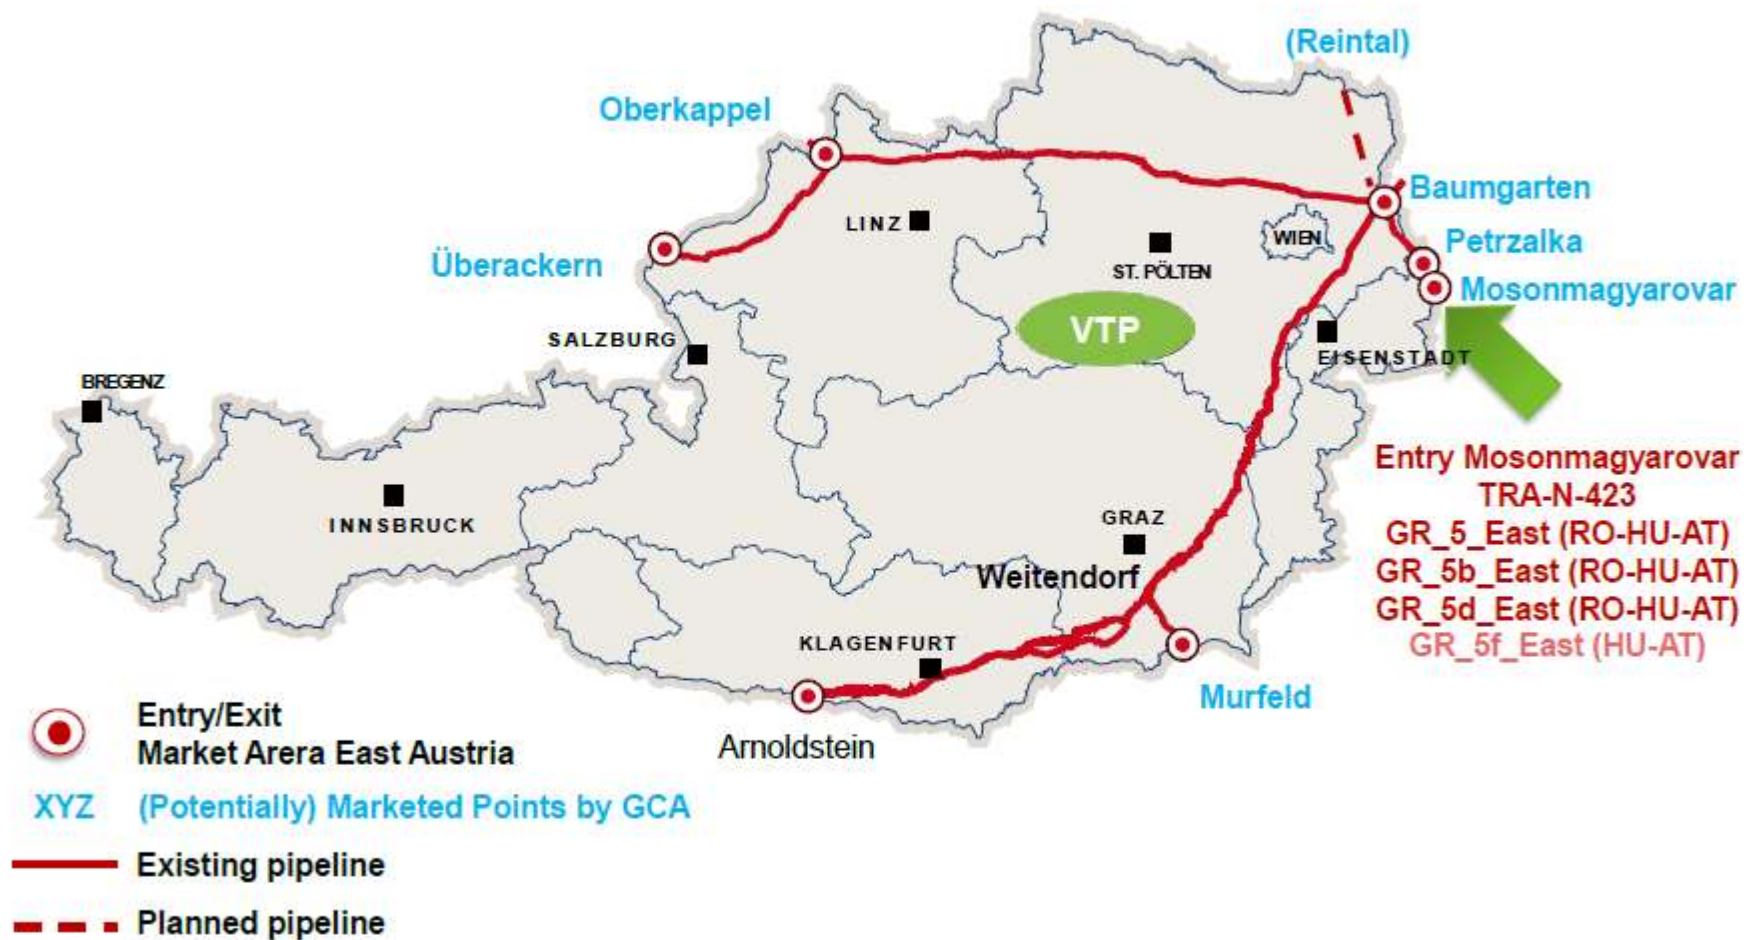 (Reintal)
Oberkappel
Baumgarten
LINZ
WIEN
Petrzalka
Überackern
ST. PÖLTEN
Mosonmagyarovar
VTP
SALZBURG
EISENSTADT
BREGENZ
Entry Mosonmagyarovar
TRA-N-423
GR_5_East (RO-HU-AT)
GR_5b_East (RO-HU-AT)
GR_5d_East (RO-HU-AT)
GR_5f_East (HU-AT)
INNSBRUCK
GRAZ
Weitendorf
KLAGENFURT
Murfeld
Arnoldstein
Entry/Exit
Market Arera East Austria
XYZ (Potentially) Marketed Points by GCA
Existing pipeline
Planned pipeline